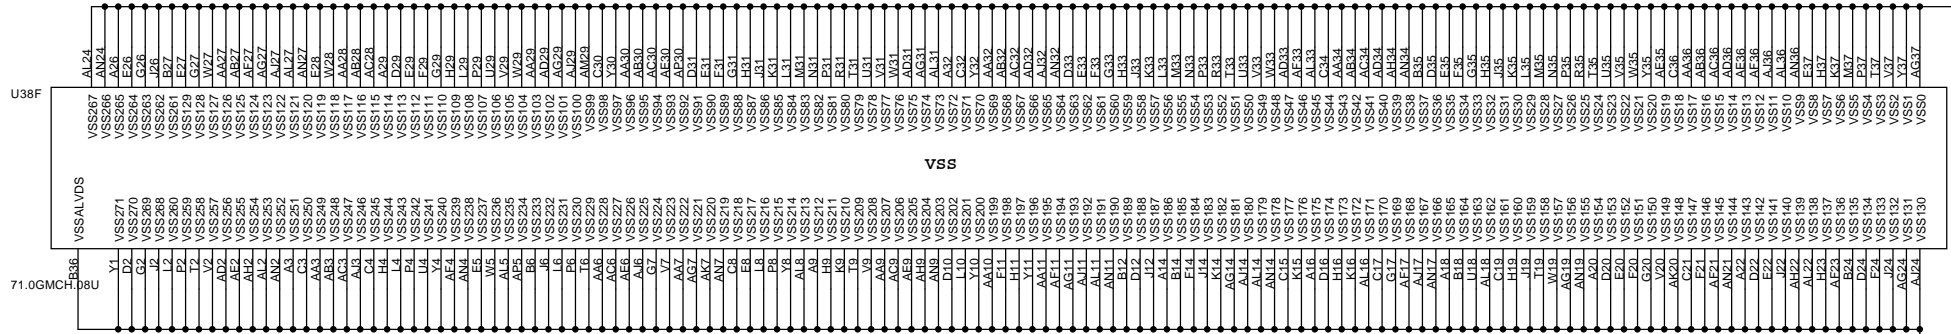 AL24
AN24
A26
E26
G26
J26
B27
E27
G27
W27
AA27
AB27
AF27
AG27
AJ27
AL27
AN27
E28
W28
AA28
AB28
AC28
A29
D29
E29
F29
G29
H29
L29
P29
U29
V29
W29
AA29
AD29
AG29
AJ29
AM29
C30
Y30
AA30
AB30
AC30
AE30
AP30
D31
E31
F31
G31
H31
J31
K31
L31
M31
N31
P31
R31
T31
U31
V31
W31
AD31
AG31
AL31
A32
C32
Y32
AA32
AB32
AC32
AD32
AJ32
AN32
D33
E33
F33
G33
H33
J33
K33
L33
M33
N33
P33
R33
T33
U33
V33
W33
AD33
AF33
AL33
C34
AA34
AB34
AC34
AD34
AH34
AN34
B35
D35
E35
F35
G35
H35
J35
K35
L35
M35
N35
P35
R35
T35
U35
V35
W35
Y35
AE35
C36
AA36
AB36
AC36
AD36
AE36
AF36
AJ36
AL36
AN36
E37
H37
K37
M37
P37
T37
V37
Y37
AG37
U38F
VSS267
VSS266
VSS265
VSS264
VSS263
VSS262
VSS261
VSS129
VSS128
VSS127
VSS126
VSS125
VSS124
VSS123
VSS122
VSS121
VSS120
VSS119
VSS118
VSS117
VSS116
VSS115
VSS114
VSS113
VSS112
VSS111
VSS110
VSS109
VSS108
VSS107
VSS106
VSS105
VSS104
VSS103
VSS102
VSS101
VSS100
VSS99
VSS98
VSS97
VSS96
VSS95
VSS94
VSS93
VSS92
VSS91
VSS90
VSS89
VSS88
VSS87
VSS86
VSS85
VSS84
VSS83
VSS82
VSS81
VSS80
VSS79
VSS78
VSS77
VSS76
VSS75
VSS74
VSS73
VSS72
VSS71
VSS70
VSS69
VSS68
VSS67
VSS66
VSS65
VSS64
VSS63
VSS62
VSS61
VSS60
VSS59
VSS58
VSS57
VSS56
VSS55
VSS54
VSS53
VSS52
VSS51
VSS50
VSS49
VSS48
VSS47
VSS46
VSS45
VSS44
VSS43
VSS42
VSS41
VSS40
VSS39
VSS38
VSS37
VSS36
VSS35
VSS34
VSS33
VSS32
VSS31
VSS30
VSS29
VSS28
VSS27
VSS26
VSS25
VSS24
VSS23
VSS22
VSS21
VSS20
VSS19
VSS18
VSS17
VSS16
VSS15
VSS14
VSS13
VSS12
VSS11
VSS10
VSS9
VSS8
VSS7
VSS6
VSS5
VSS4
VSS3
VSS2
VSS1
VSS0
VSS
VSSALVDS
VSS271
VSS270
VSS269
VSS268
VSS260
VSS259
VSS258
VSS257
VSS256
VSS255
VSS254
VSS253
VSS252
VSS251
VSS250
VSS249
VSS248
VSS247
VSS246
VSS245
VSS244
VSS243
VSS242
VSS241
VSS240
VSS239
VSS238
VSS237
VSS236
VSS235
VSS234
VSS233
VSS232
VSS231
VSS230
VSS229
VSS228
VSS227
VSS226
VSS225
VSS224
VSS223
VSS222
VSS221
VSS220
VSS219
VSS218
VSS217
VSS216
VSS215
VSS214
VSS213
VSS212
VSS211
VSS210
VSS209
VSS208
VSS207
VSS206
VSS205
VSS204
VSS203
VSS202
VSS201
VSS200
VSS199
VSS198
VSS197
VSS196
VSS195
VSS194
VSS193
VSS192
VSS191
VSS190
VSS189
VSS188
VSS187
VSS186
VSS185
VSS184
VSS183
VSS182
VSS181
VSS180
VSS179
VSS178
VSS177
VSS176
VSS175
VSS174
VSS173
VSS172
VSS171
VSS170
VSS169
VSS168
VSS167
VSS166
VSS165
VSS164
VSS163
VSS162
VSS161
VSS160
VSS159
VSS158
VSS157
VSS156
VSS155
VSS154
VSS153
VSS152
VSS151
VSS150
VSS149
VSS148
VSS147
VSS146
VSS145
VSS144
VSS143
VSS142
VSS141
VSS140
VSS139
VSS138
VSS137
VSS136
VSS135
VSS134
VSS133
VSS132
VSS131
VSS130
71.0GMCH.08U
B36
Y1
D2
G2
J2
L2
P2
T2
V2
AD2
AE2
AH2
AL2
AN2
A3
C3
AA3
AB3
AC3
AJ3
C4
H4
L4
P4
U4
Y4
AF4
AN4
E5
W5
AL5
AP5
B6
J6
L6
P6
T6
AA6
AC6
AE6
AJ6
G7
V7
AA7
AG7
AK7
AN7
C8
E8
L8
P8
Y8
AL8
A9
H9
K9
T9
V9
AA9
AC9
AE9
AH9
AN9
D10
L10
Y10
AA10
F11
H11
Y11
AA11
AF11
AG11
AJ11
AL11
AN11
B12
D12
J12
A14
B14
F14
J14
K14
AG14
AJ14
AL14
AN14
C15
K15
A16
D16
H16
K16
AL16
C17
G17
AF17
AJ17
AN17
A18
B18
U18
AL18
C19
H19
J19
T19
W19
AG19
AN19
A20
D20
E20
F20
G20
V20
AK20
C21
F21
AF21
AN21
A22
D22
E22
J22
AH22
AL22
H23
AF23
B24
D24
F24
J24
AG24
AJ24